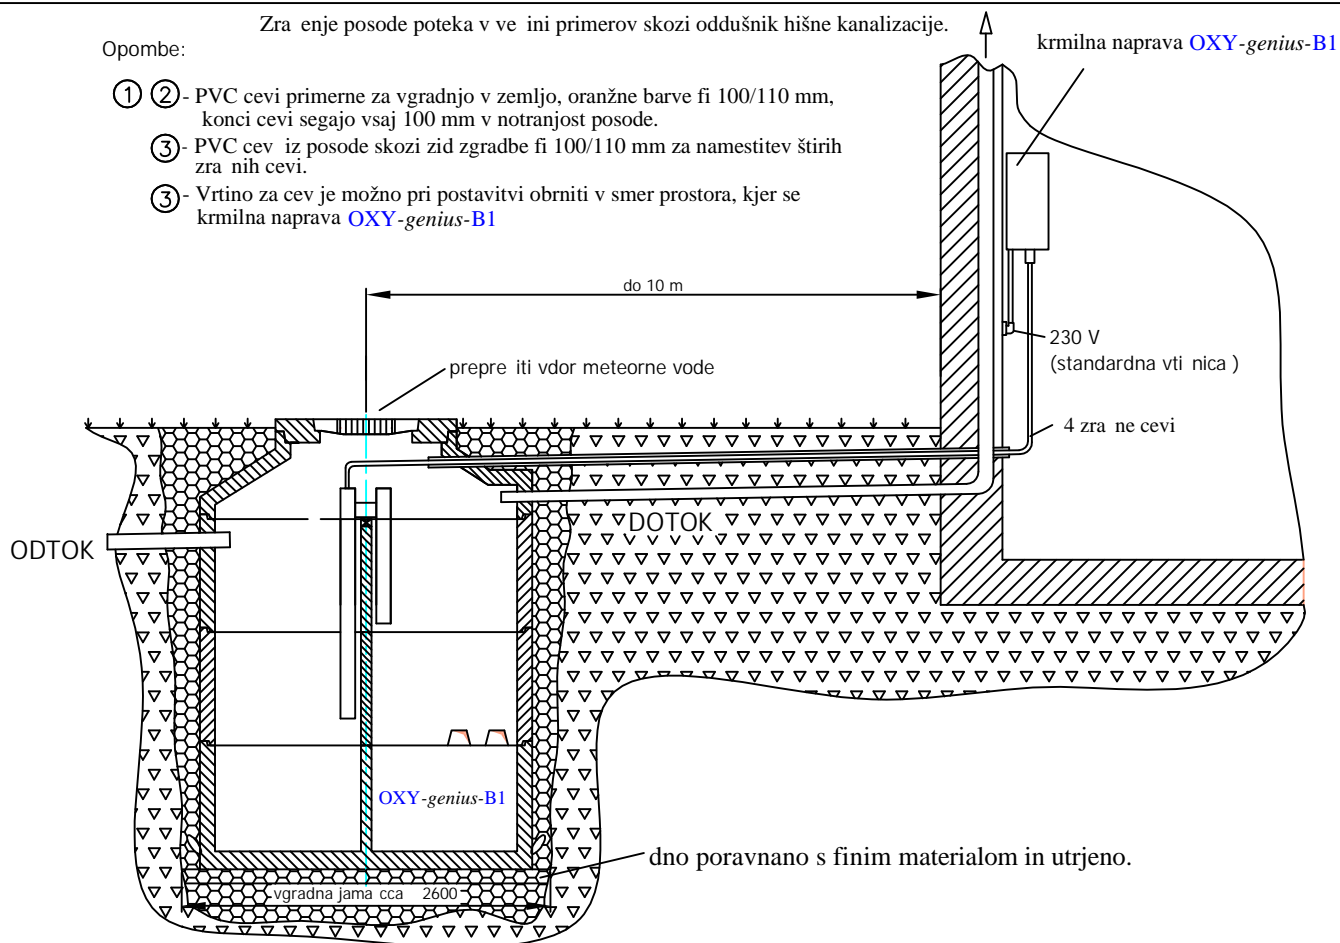 Zra enje posode poteka v ve ini primerov skozi oddušnik hišne kanalizacije.
krmilna naprava OXY-genius-B1
Opombe:
1 2 - PVC cevi primerne za vgradnjo v zemljo, oranžne barve fi 100/110 mm,
konci cevi segajo vsaj 100 mm v notranjost posode.
3 - PVC cev iz posode skozi zid zgradbe fi 100/110 mm za namestitev štirih
zra nih cevi.
3 - Vrtino za cev je možno pri postavitvi obrniti v smer prostora, kjer se
krmilna naprava OXY-genius-B1
do 10 m
230 V
(standardna vti nica )
prepre iti vdor meteorne vode
4 zra ne cevi
DOTOK
ODTOK
OXY-genius-B1
dno poravnano s finim materialom in utrjeno.
vgradna jama cca 2600